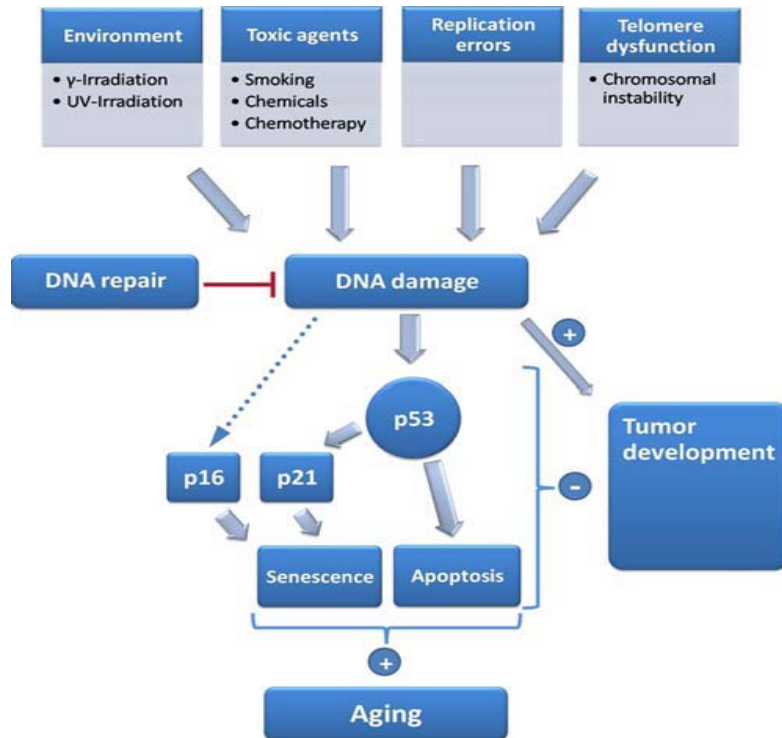 Environment
• γ-Irradiation
• UV-Irradiation
Toxic agents
• Smoking
• Chemicals
• Chemotherapy
Replication
errors
Telomere
dysfunction
• Chromosomal
instability
DNA repair
DNA damage
+
p53
p16
p21
Tumor
development
-
Senescence
Apoptosis
+
Aging